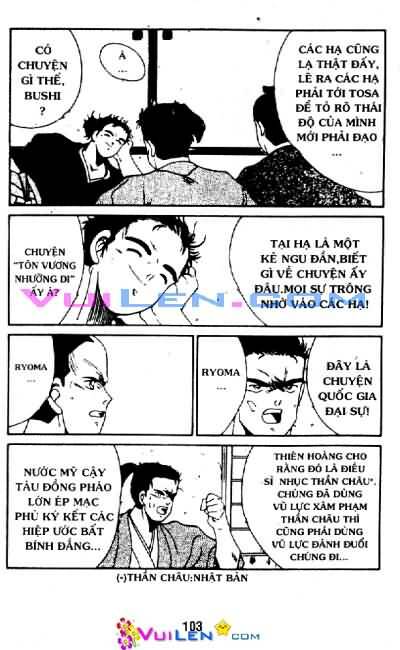 CÓ
CHUYỆN
GÌ THẾ,
BUSHI
?
À
...
CÁC HẠ CŨNG
LẠ THẬT ĐẤY,
LẼ RA CÁC HẠ
PHẢI TỚI TOSA
ĐỂ TỎ RÕ THÁI
ĐỘ CỦA MÌNH
MỚI PHẢI ĐẠO
...
CHUYỆN
"TÔN VƯƠNG
NHƯỠNG DI"
ẤY À?
TẠI HẠ LÀ MỘT
KẺ NGU ĐẦN,BIẾT
GÌ VỀ CHUYỆN ẤY
ĐÂU.MỌI SỰ TRÔNG
NHỜ VÀO CÁC HẠ!
VUILEN.COM
RYOMA
...
RYOMA
...
ĐÂY LÀ
CHUYỆN
QUỐC GIA
ĐẠI SỰ!
NƯỚC MỸ CẬY
TÀU ĐỒNG PHÁO
LỚN ÉP MẠC
PHỦ KÝ KẾT CÁC
HIỆP ƯỚC BẤT
BÌNH ĐẲNG...
THIÊN HOÀNG CHO
RẰNG ĐÓ LÀ ĐIỀU
SỈ NHỤC THẦN CHÂU*.
CHÚNG ĐÃ DÙNG
VŨ LỰC XÂM PHẠM
THẦN CHÂU THÌ
CŨNG PHẢI DÙNG
VŨ LỰC ĐÁNH ĐUỔI
CHÚNG ĐI...
(*)THẦN CHÂU:NHẬT BẢN
103
VUILEN.COM